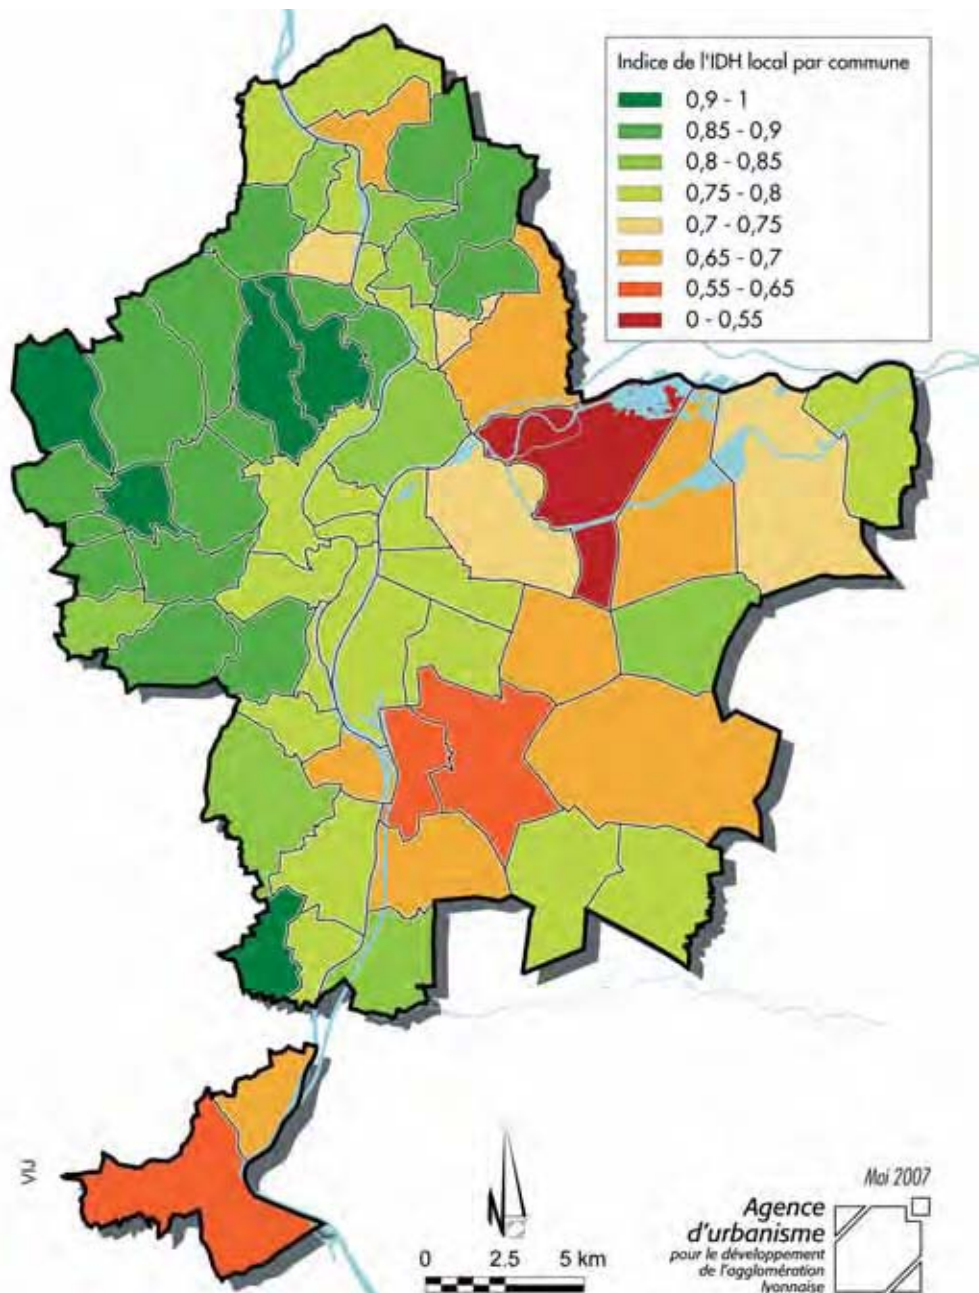 Indice de l'IDH local par commune
0,9 - 1
0,85 - 0,9
0,8 - 0,85
0,75 - 0,8
0,7 - 0,75
0,65 - 0,7
0,55 - 0,65
0 - 0,55
VIJ
N
0 2,5 5 km
Mai 2007
Agence
d'urbanisme
pour le développement
de l'agglomération
lyonnaise